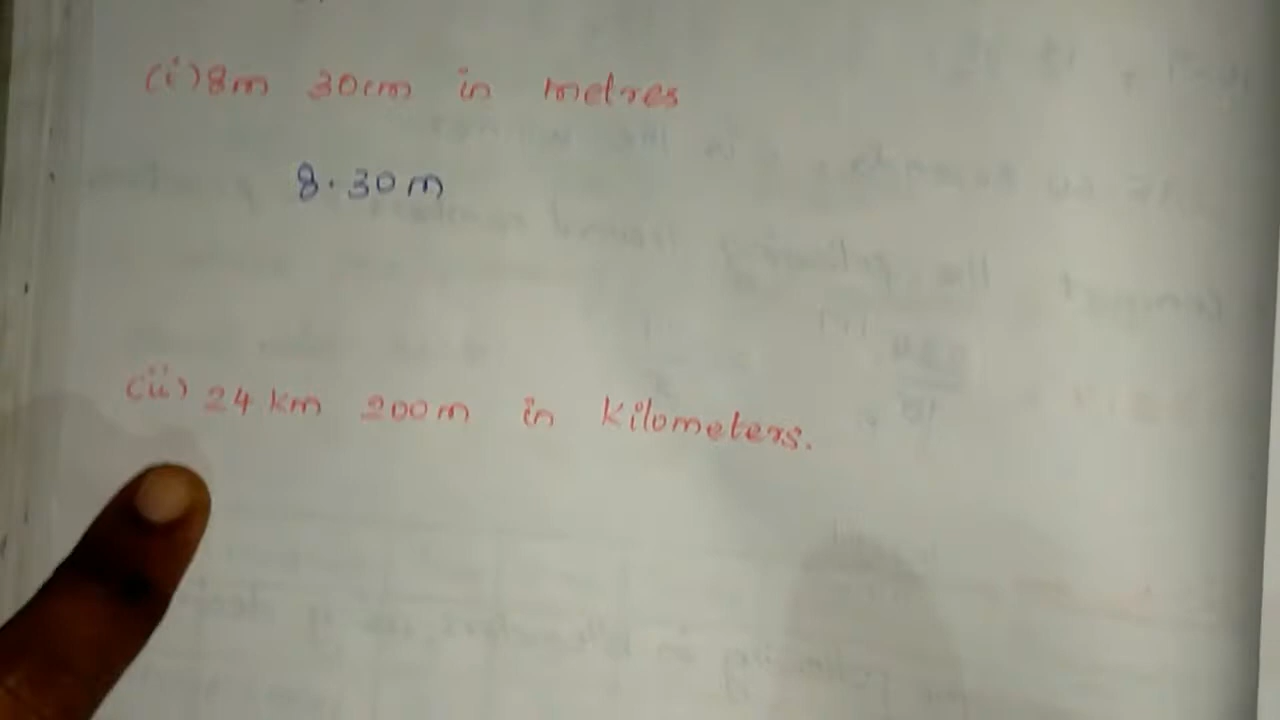 (i) 8m 30cm in metres
8.30m
(ii) 24 km 200m in kilometers.